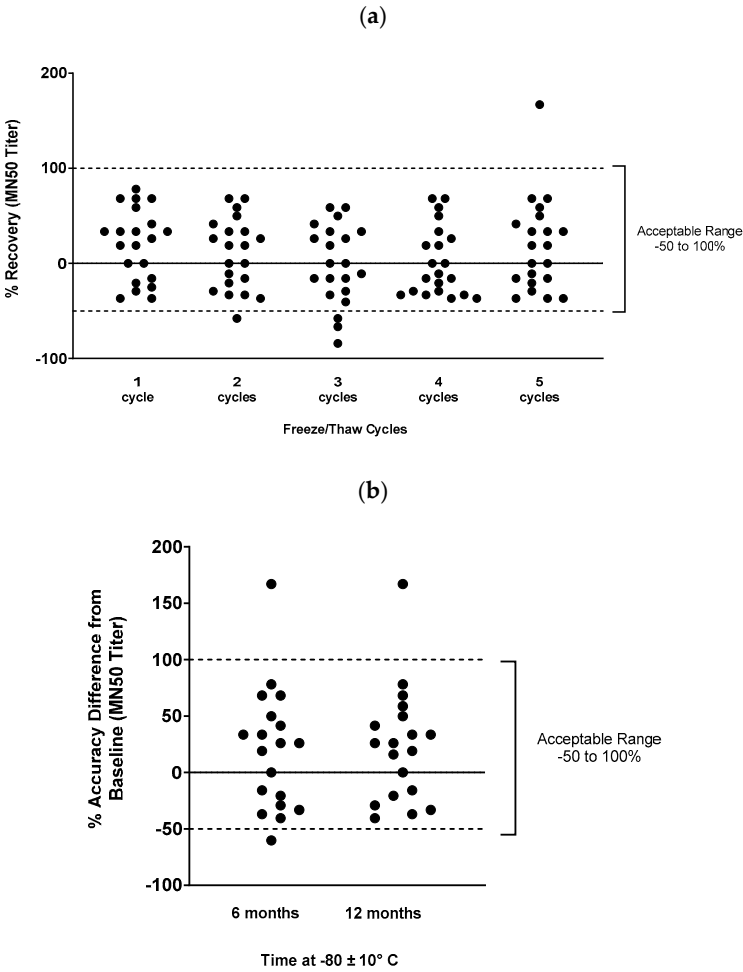 (a)
% Recovery (MN50 Titer)
200
100
0
-100
Acceptable Range
-50 to 100%
1 2 3 4 5
cycle cycles cycles cycles cycles
Freeze/Thaw Cycles
(b)
% Accuracy Difference from
Baseline (MN50 Titer)
200
150
100
50
0
-50
-100
Acceptable Range
-50 to 100%
6 months 12 months
Time at -80 ± 10° C